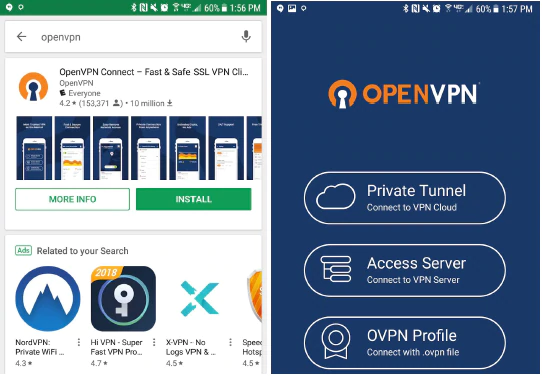 60% 1:56 PM
openvpn
OpenVPN Connect – Fast & Safe SSL VPN Cli...
OpenVPN
Everyone
4.2 ★ (153,371 ) • 10 million
MORE INFO
INSTALL
Ads Related to your Search
2018
NordVPN:
Private WiFi ...
4.3 ★
Hi VPN - Super
Fast VPN Pro...
4.7 ★
X-VPN - No
Logs VPN & ...
4.5 ★
Spee
Hotsp
4.5 ★
60% 1:57 PM
OPENVPN
Private Tunnel
Connect to VPN Cloud
Access Server
Connect to VPN Server
OVPN Profile
Connect with .ovpn file